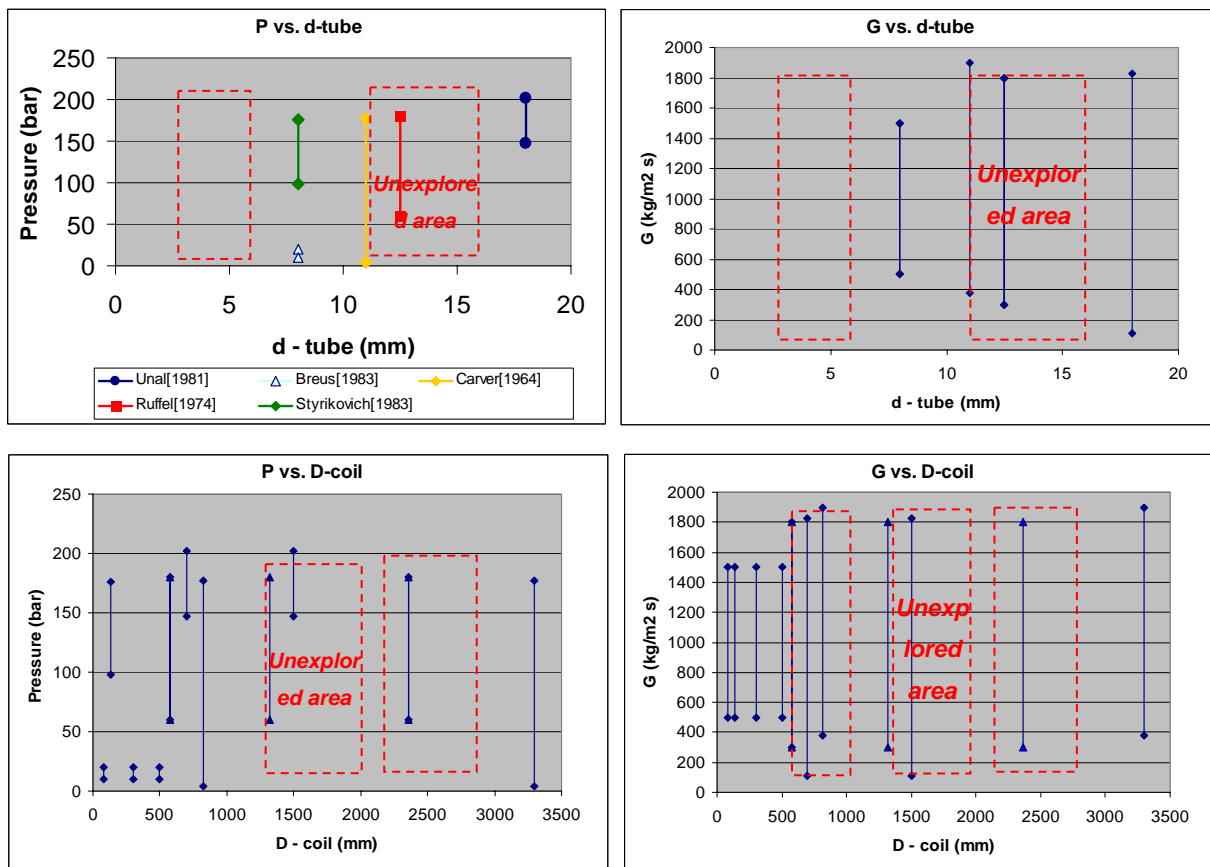 P vs. d-tube
250
200
150
100
50
0
Pressure (bar)
Unexplore
d area
0 5 10 15 20
d - tube (mm)
Unal[1981] Breus[1983] Carver[1964]
Ruffel[1974] Styrikovich[1983]
G vs. d-tube
2000
1800
1600
1400
1200
1000
800
600
400
200
0
G (kg/m2 s)
Unexplor
ed area
0 5 10 15 20
d - tube (mm)
P vs. D-coil
250
200
150
100
50
0
Pressure (bar)
Unexplor
ed area
0 500 1000 1500 2000 2500 3000 3500
D - coil (mm)
G vs. D-coil
2000
1800
1600
1400
1200
1000
800
600
400
200
0
G (kg/m2 s)
Unexp
lored
area
0 500 1000 1500 2000 2500 3000 3500
D - coil (mm)